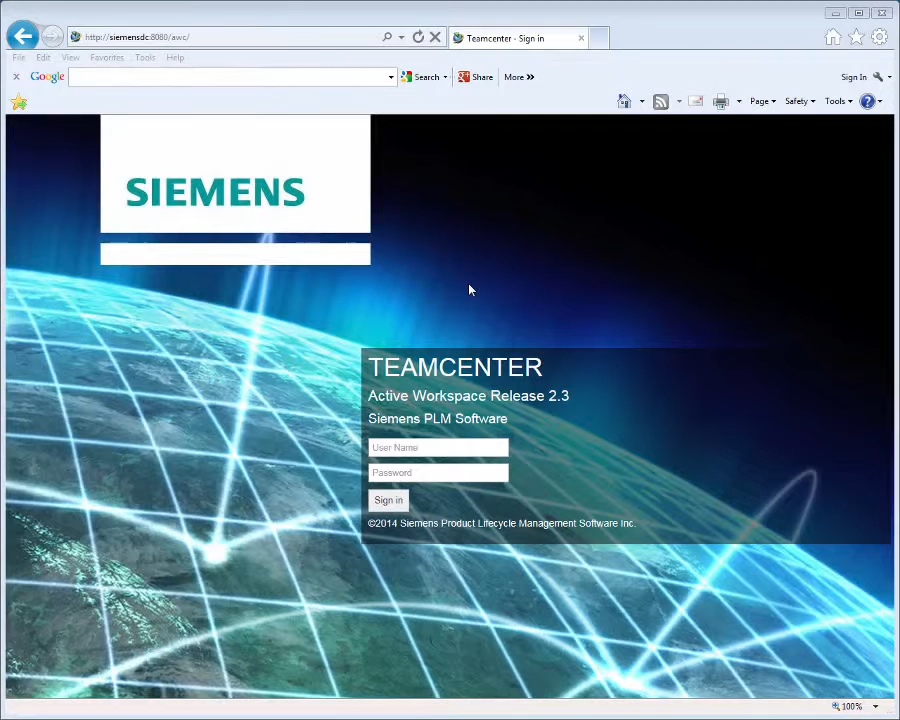 http://siemensdc:8080/awc/
Teamcenter - Sign in
File Edit View Favorites Tools Help
x Google Search Share More »
Sign In
Page Safety Tools
SIEMENS
TEAMCENTER
Active Workspace Release 2.3
Siemens PLM Software
User Name
Password
Sign in
©2014 Siemens Product Lifecycle Management Software Inc.
100%